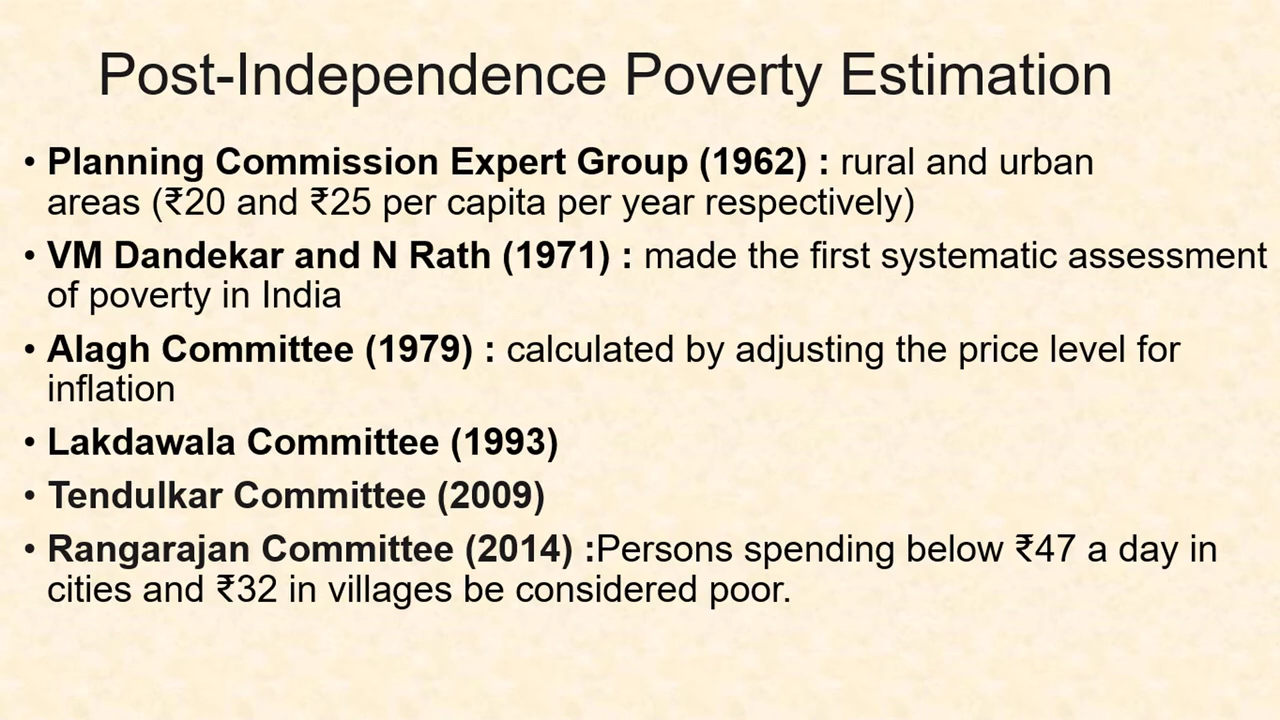 Post-Independence Poverty Estimation
• Planning Commission Expert Group (1962) : rural and urban
areas (₹20 and ₹25 per capita per year respectively)
• VM Dandekar and N Rath (1971) : made the first systematic assessment
of poverty in India
• Alagh Committee (1979) : calculated by adjusting the price level for
inflation
• Lakdawala Committee (1993)
• Tendulkar Committee (2009)
• Rangarajan Committee (2014) :Persons spending below ₹47 a day in
cities and ₹32 in villages be considered poor.